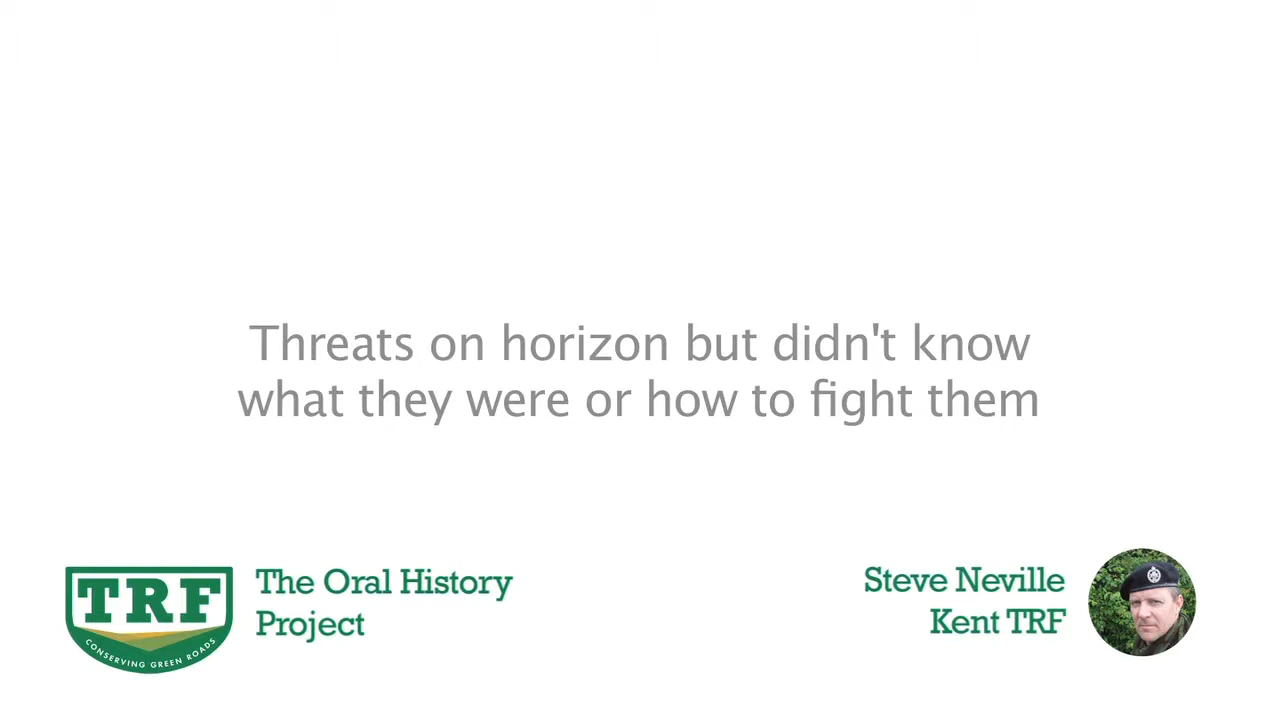 Threats on horizon but didn't know
what they were or how to fight them
TRF
CONSERVING GREEN ROADS
The Oral History
Project
Steve Neville
Kent TRF